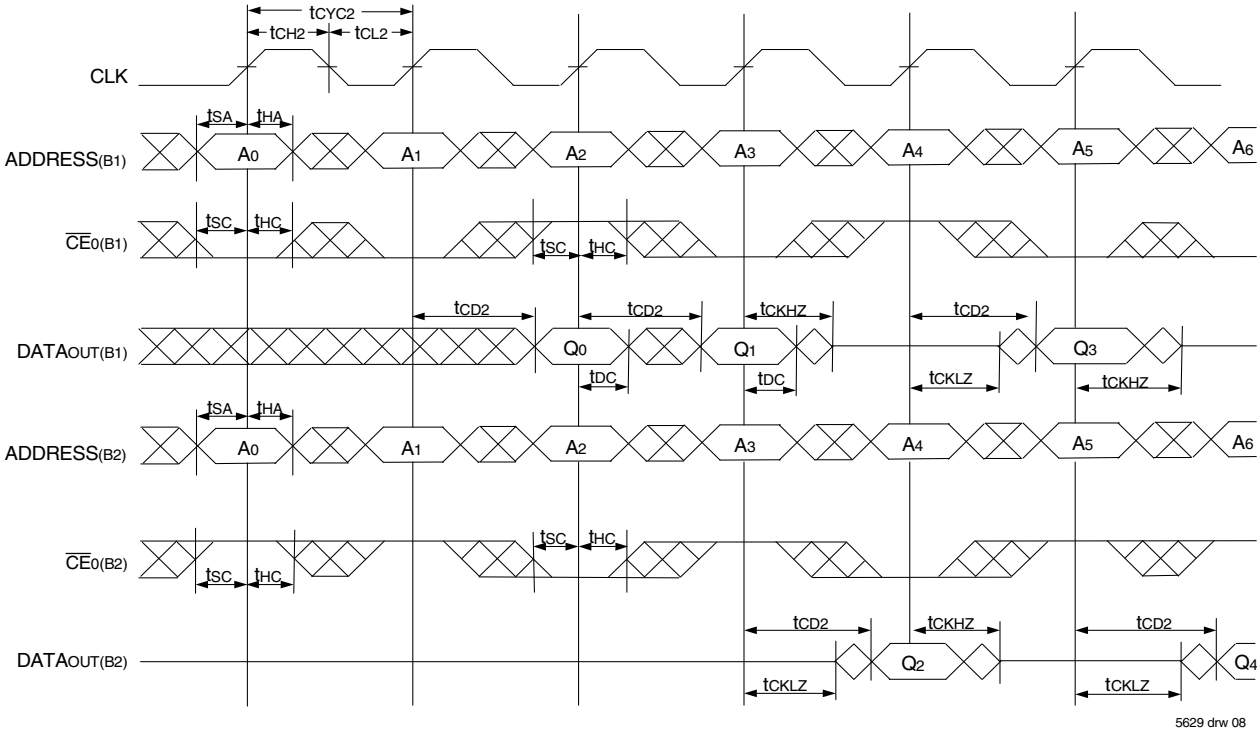 tCYC2
tCH2 tCL2
CLK
tSA tHA
ADDRESS(B1) A0 A1 A2 A3 A4 A5 A6
tSC tHC
CE0(B1)
tSC tHC
tCD2 tCD2 tCKHZ tCD2
DATAOUT(B1) Q0 Q1 Q3
tDC tDC tCKLZ tCKHZ
tSA tHA
ADDRESS(B2) A0 A1 A2 A3 A4 A5 A6
tSC tHC
CE0(B2)
tSC tHC
tCD2 tCKHZ tCD2
DATAOUT(B2) Q2 Q4
tCKLZ tCKLZ
5629 drw 08